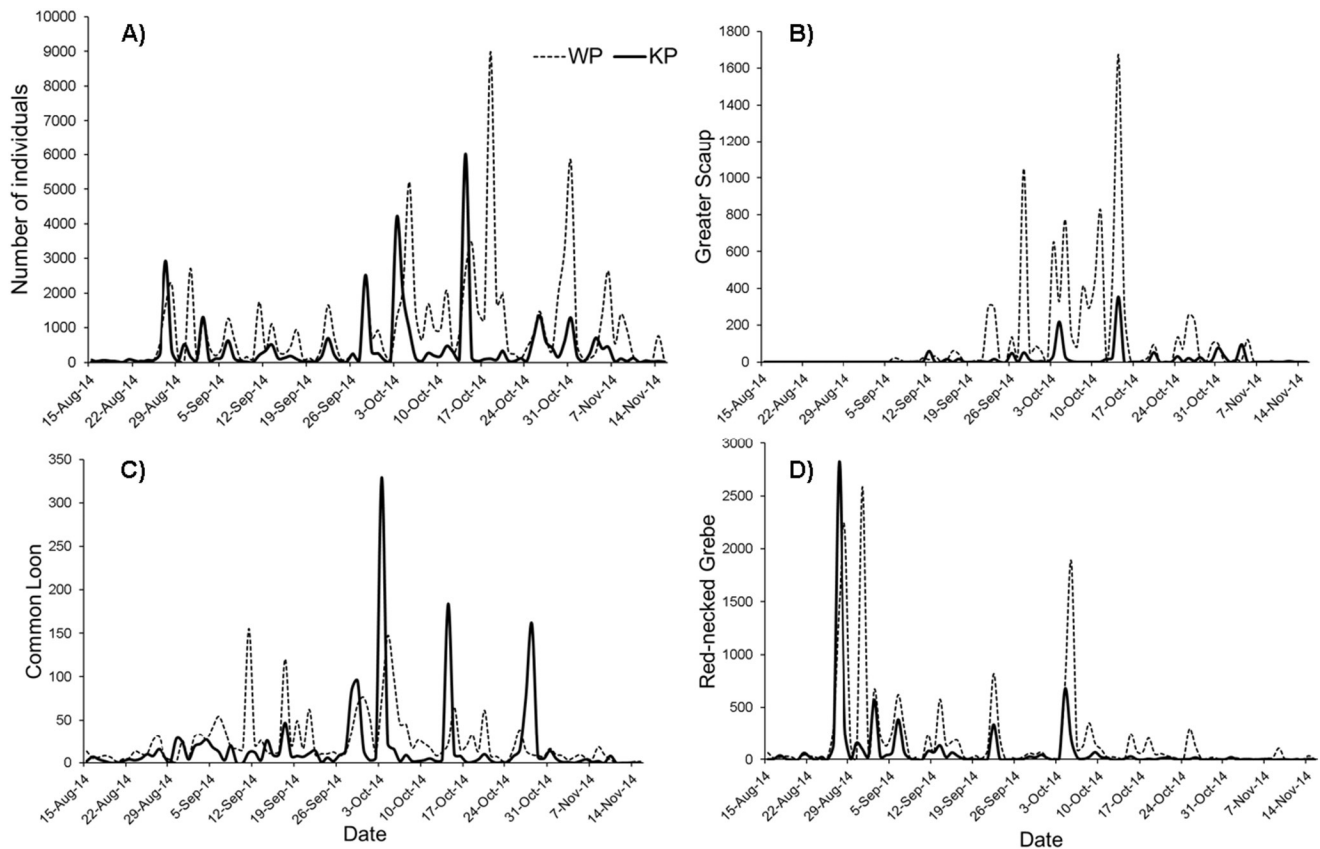 A)
WP KP
Number of individuals
10000
9000
8000
7000
6000
5000
4000
3000
2000
1000
0
15-Aug-14
22-Aug-14
29-Aug-14
5-Sep-14
12-Sep-14
19-Sep-14
26-Sep-14
3-Oct-14
10-Oct-14
17-Oct-14
24-Oct-14
31-Oct-14
7-Nov-14
14-Nov-14
B)
Greater Scaup
1800
1600
1400
1200
1000
800
600
400
200
0
15-Aug-14
22-Aug-14
29-Aug-14
5-Sep-14
12-Sep-14
19-Sep-14
26-Sep-14
3-Oct-14
10-Oct-14
17-Oct-14
24-Oct-14
31-Oct-14
7-Nov-14
14-Nov-14
C)
Common Loon
350
300
250
200
150
100
50
0
15-Aug-14
22-Aug-14
29-Aug-14
5-Sep-14
12-Sep-14
19-Sep-14
26-Sep-14
3-Oct-14
10-Oct-14
17-Oct-14
24-Oct-14
31-Oct-14
7-Nov-14
14-Nov-14
Date
D)
Red-necked Grebe
3000
2500
2000
1500
1000
500
0
15-Aug-14
22-Aug-14
29-Aug-14
5-Sep-14
12-Sep-14
19-Sep-14
26-Sep-14
3-Oct-14
10-Oct-14
17-Oct-14
24-Oct-14
31-Oct-14
7-Nov-14
14-Nov-14
Date